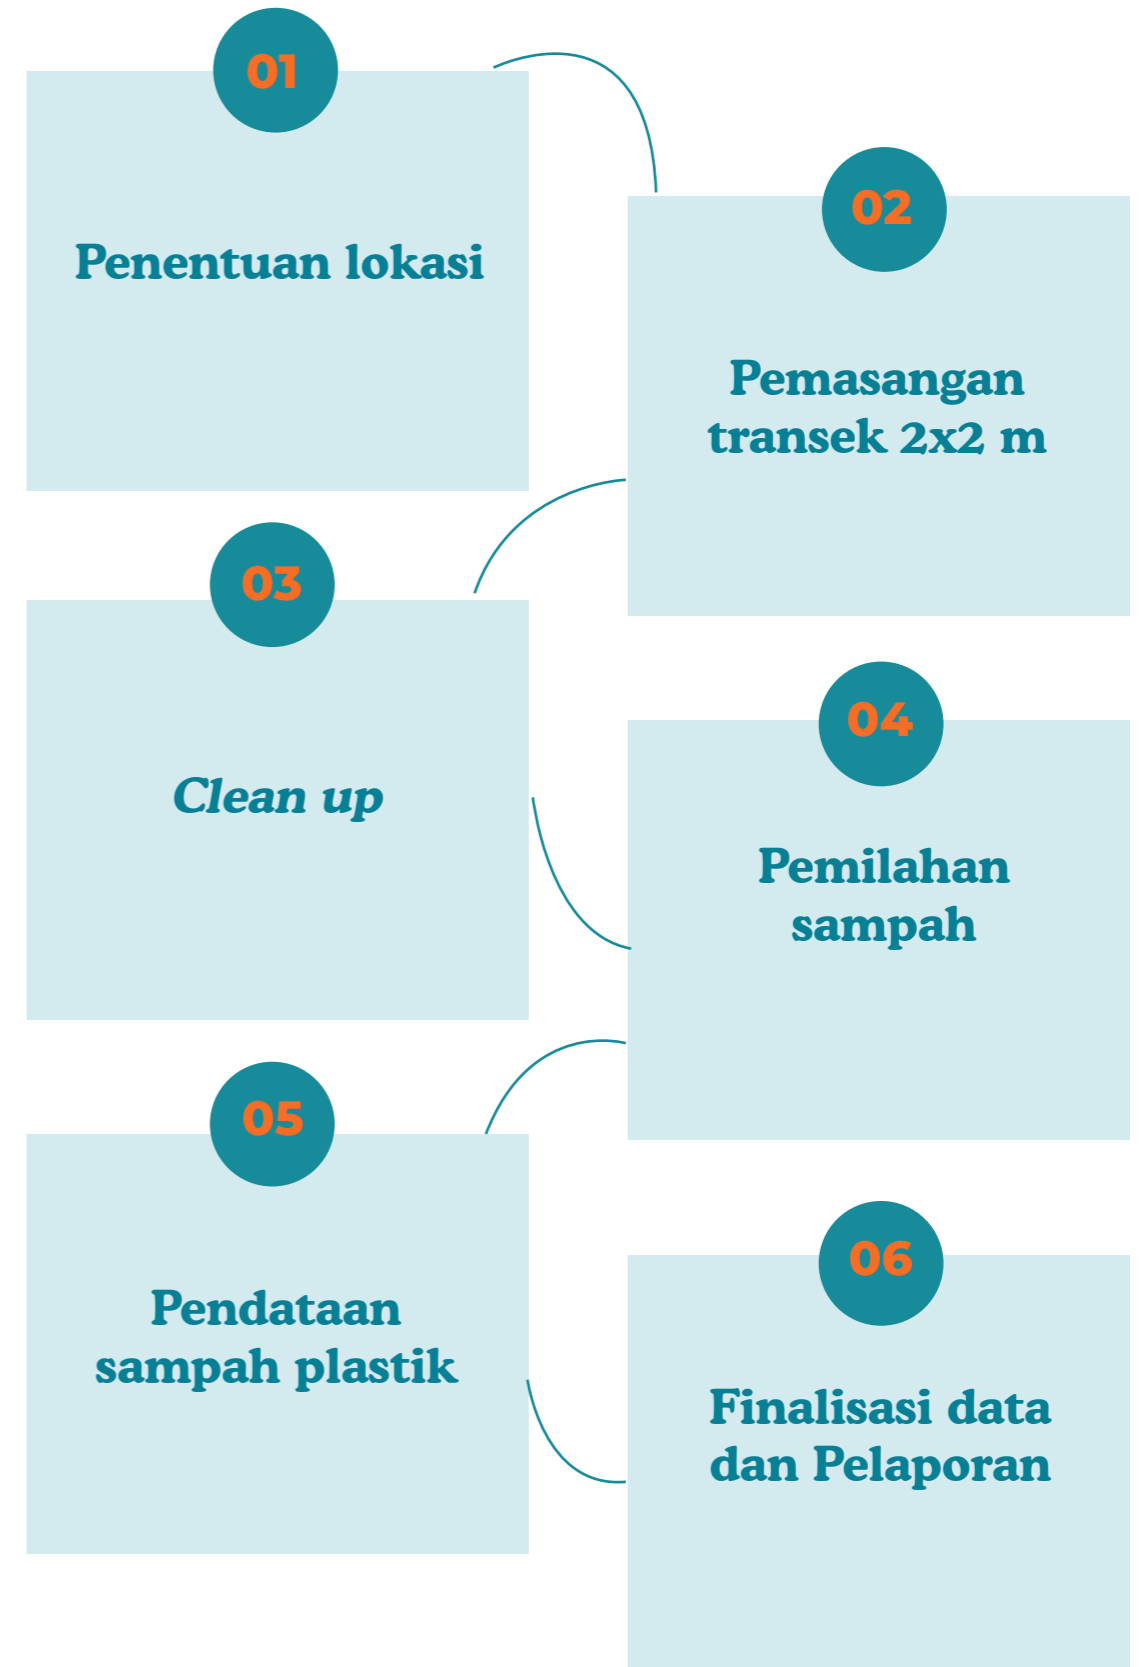 01
Penentuan lokasi
02
Pemasangan
transek 2x2 m
03
Clean up
04
Pemilahan
sampah
05
Pendataan
sampah plastik
06
Finalisasi data
dan Pelaporan